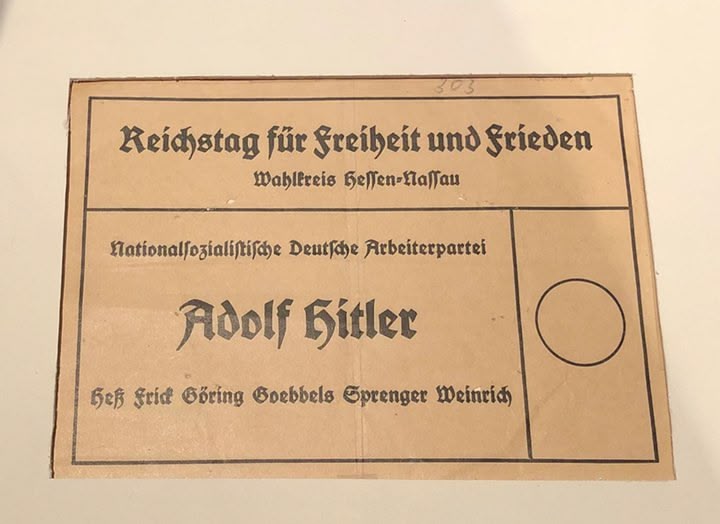 303
Reichstag für Freiheit und Frieden
Wahlkreis Hessen-Nassau
Nationalsozialistische Deutsche Arbeiterpartei
Adolf Hitler
Heß Frick Göring Goebbels Sprenger Weinrich